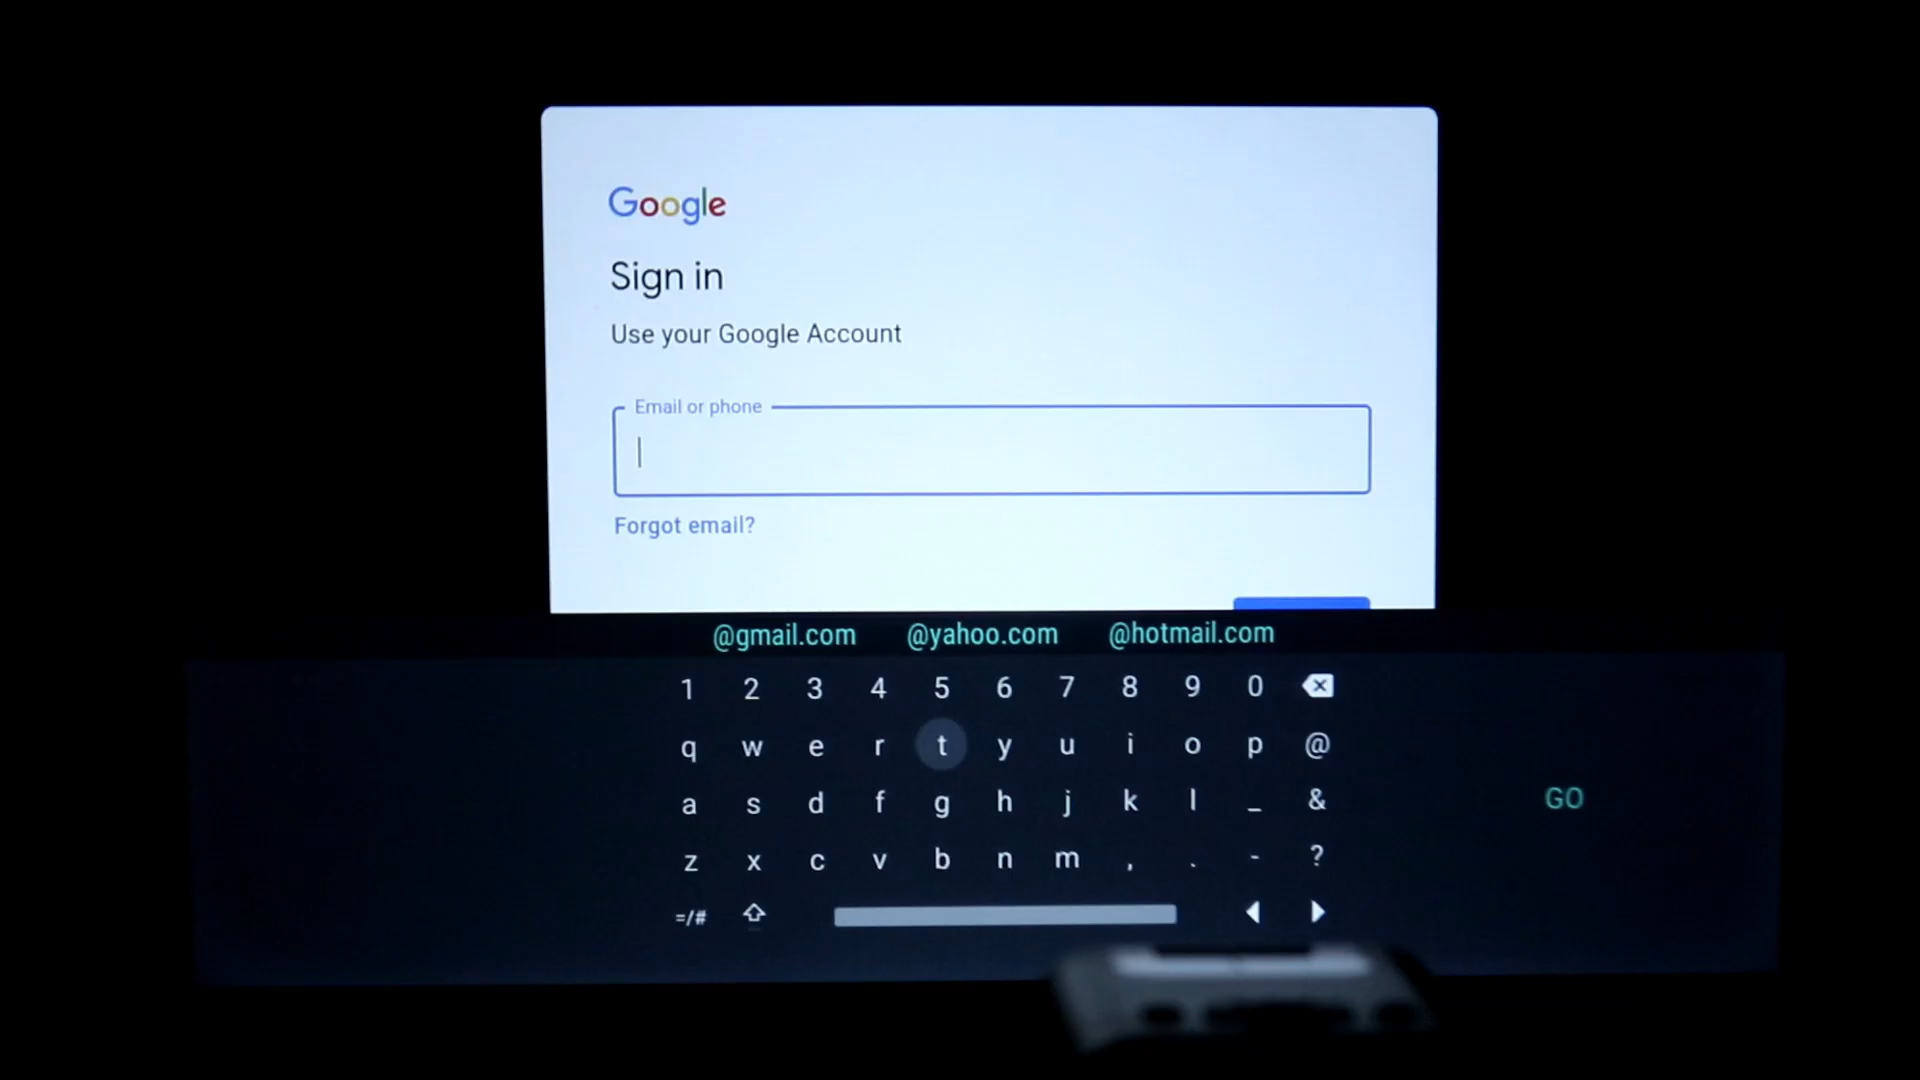 Google
Sign in
Use your Google Account
Email or phone
Forgot email?
@gmail.com @yahoo.com @hotmail.com
1 2 3 4 5 6 7 8 9 0
q w e r t y u i o p @
a s d f g h j k l _ &
GO
z x c v b n m , . - ?
=/#